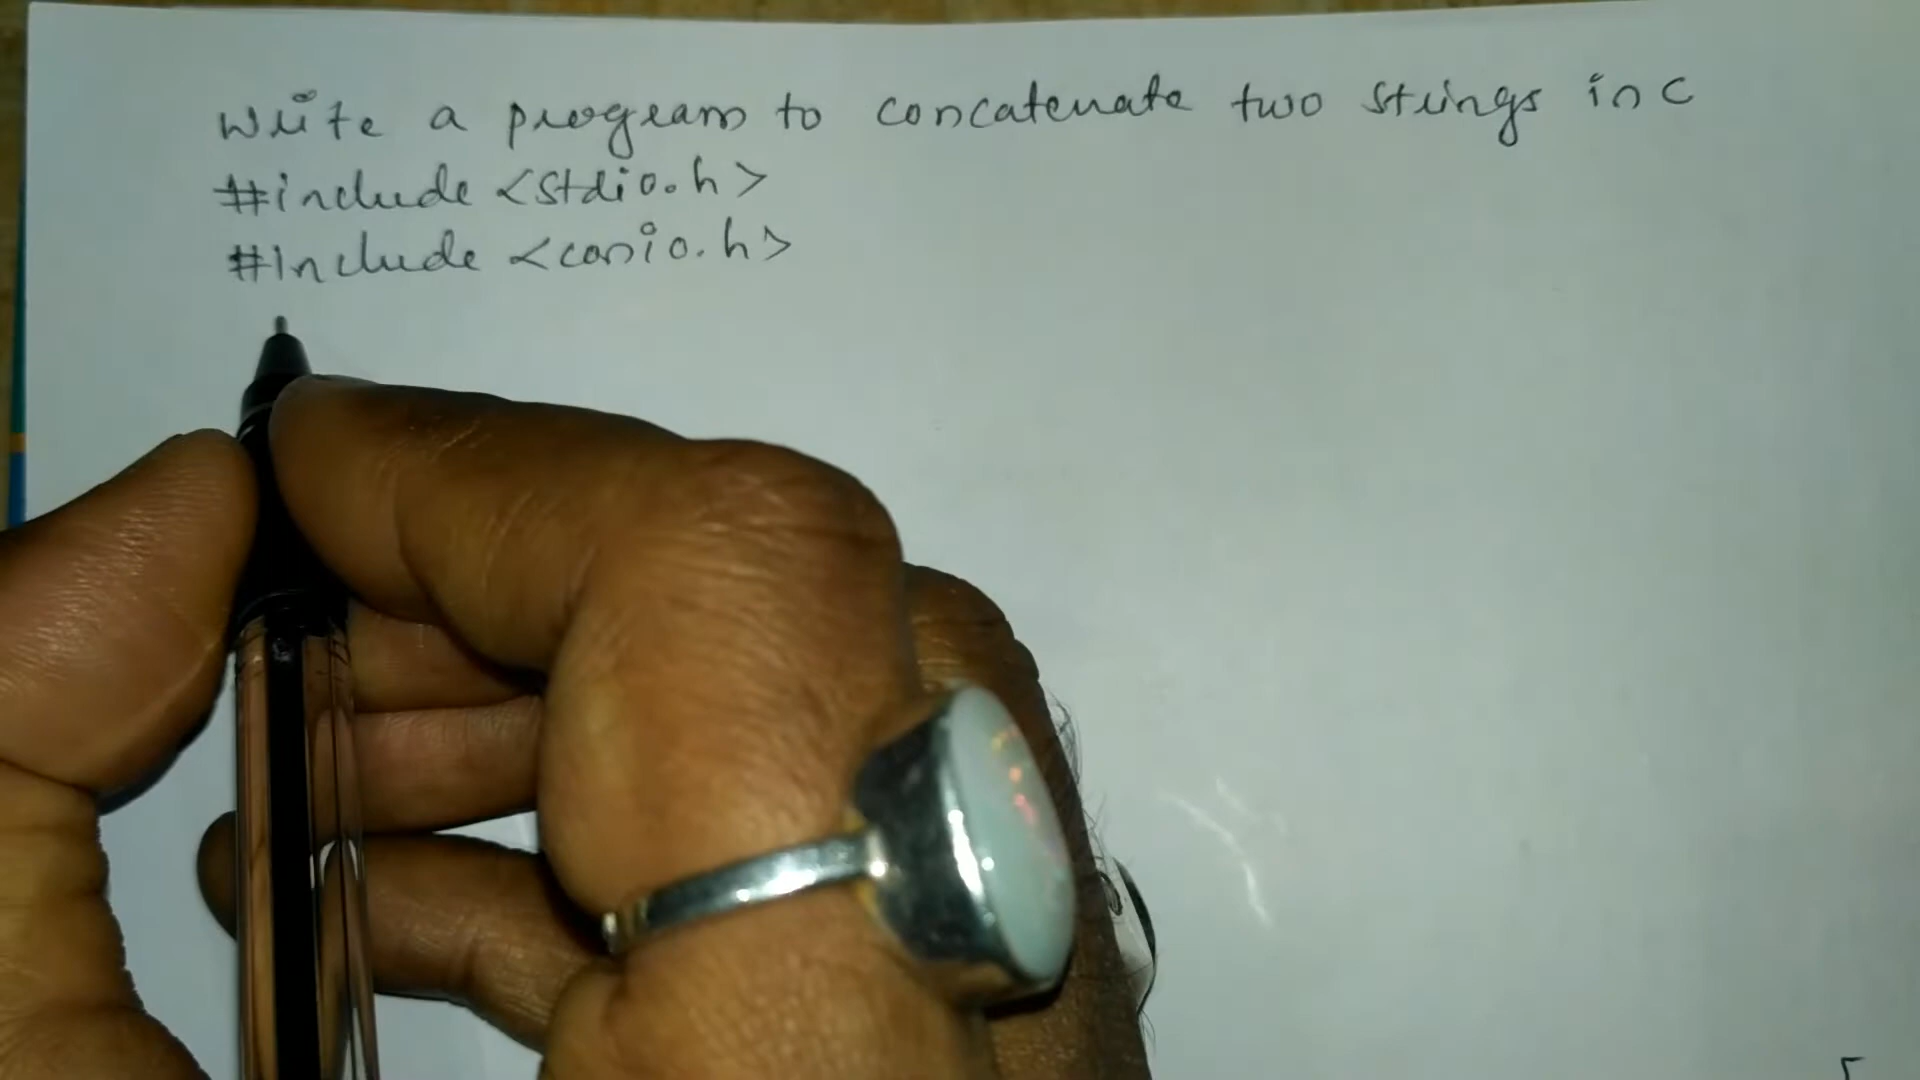 Write a program to concatenate two strings in c
#include <stdio.h>
#include <conio.h>